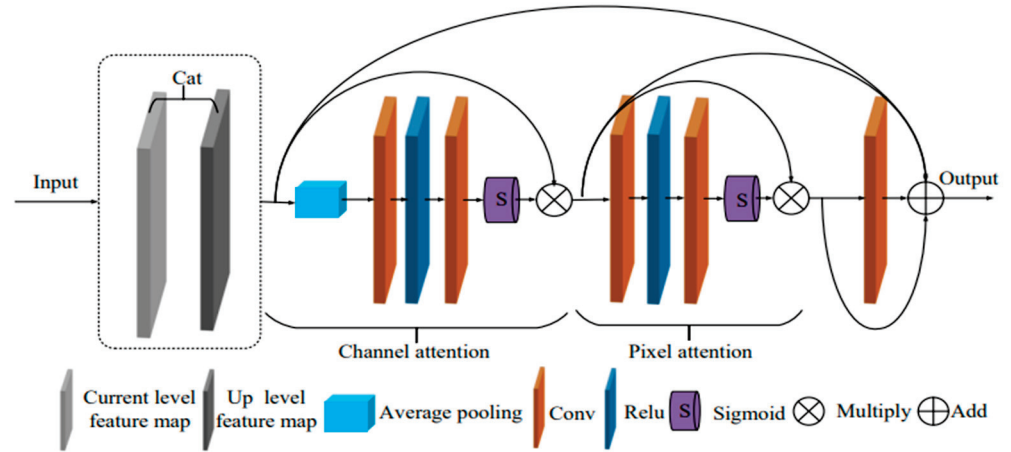 Cat
Input
S
S
Output
Channel attention
Pixel attention
Current level
feature map
Up level
feature map
Average pooling
Conv
Relu
S
Sigmoid
Multiply
Add